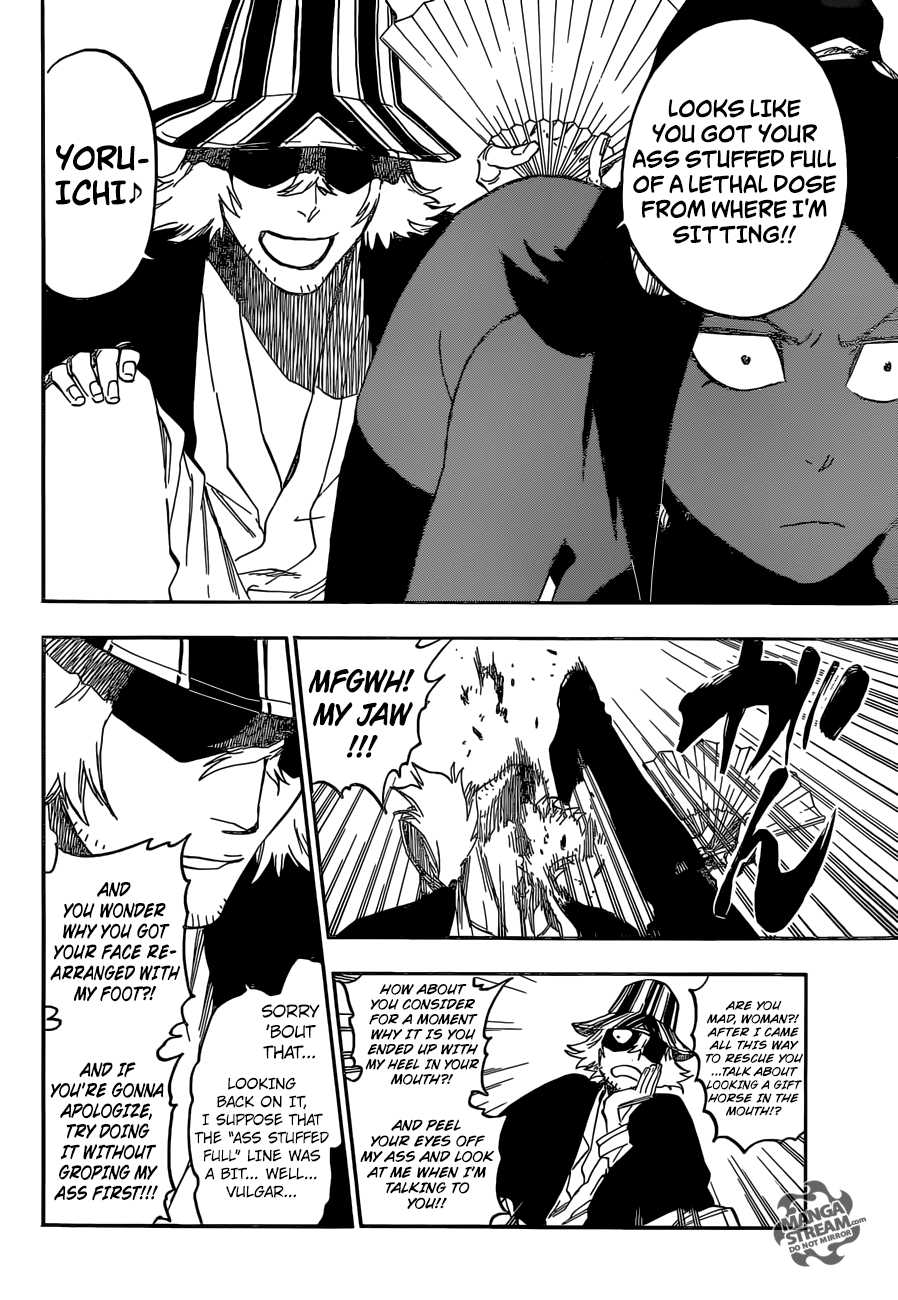 LOOKS LIKE
YOU GOT YOUR
ASS STUFFED FULL
OF A LETHAL DOSE
FROM WHERE I'M
SITTING!!
YORU-
ICHI♪
ガン
MFGWH!
MY JAW
!!!
ARE YOU
MAD, WOMAN?!
AFTER I CAME
ALL THIS WAY
TO RESCUE YOU
...TALK ABOUT
LOOKING A GIFT
HORSE IN THE
MOUTH!?
HOW ABOUT
YOU CONSIDER
FOR A MOMENT
WHY IT IS YOU
ENDED UP WITH
MY HEEL IN YOUR
MOUTH?!
AND PEEL
YOUR EYES OFF
MY ASS AND LOOK
AT ME WHEN I'M
TALKING TO
YOU!!
SORRY
'BOUT
THAT...
LOOKING
BACK ON IT,
I SUPPOSE THAT
THE “ASS STUFFED
FULL” LINE WAS
A BIT... WELL...
VULGAR...
AND
YOU WONDER
WHY YOU GOT
YOUR FACE RE-
ARRANGED WITH
MY FOOT?!
AND IF
YOU'RE GONNA
APOLOGIZE,
TRY DOING
IT WITHOUT
GROPING MY
ASS FIRST!!!
MANGA
STREAM.com
DO NOT MIRROR